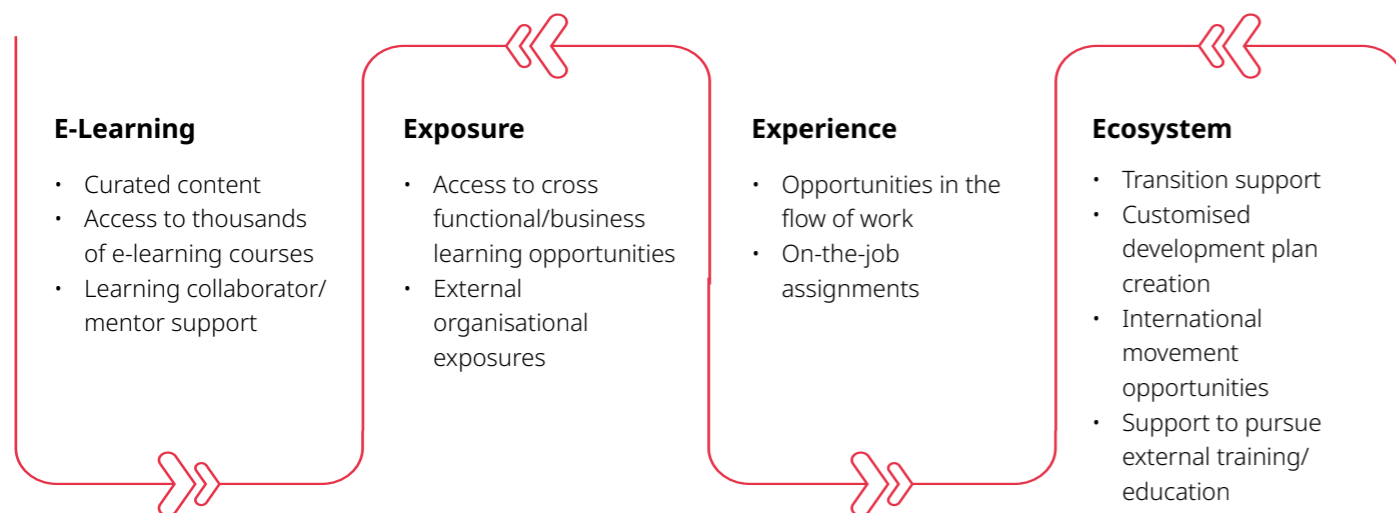 E-Learning
• Curated content
• Access to thousands
of e-learning courses
• Learning collaborator/
mentor support
Exposure
• Access to cross
functional/business
learning opportunities
• External
organisational
exposures
Experience
• Opportunities in the
flow of work
• On-the-job
assignments
Ecosystem
• Transition support
• Customised
development plan
creation
• International
movement
opportunities
• Support to pursue
external training/
education